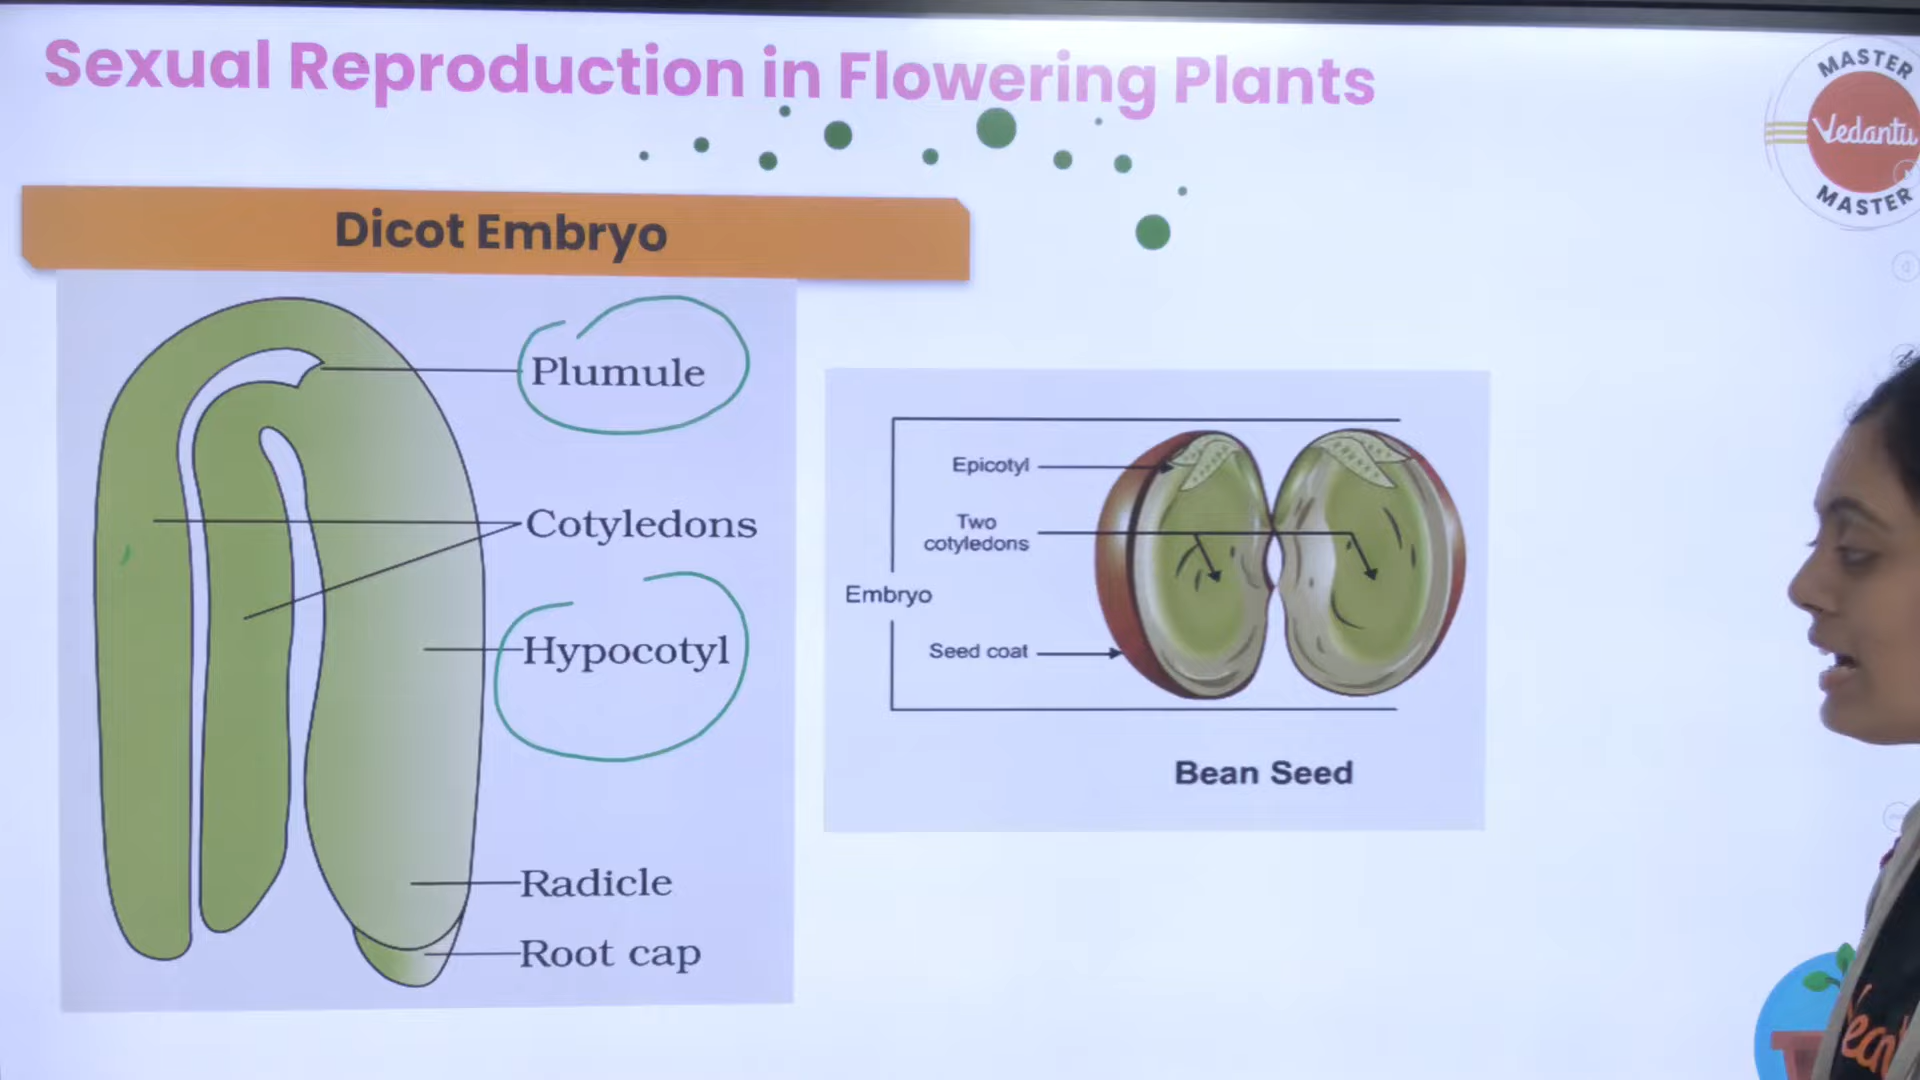 Sexual Reproduction in Flowering Plants
MASTER
Vedantu
MASTER
Dicot Embryo
Plumule
Cotyledons
Hypocotyl
Radicle
Root cap
Epicotyl
Two
cotyledons
Embryo
Seed coat
Bean Seed